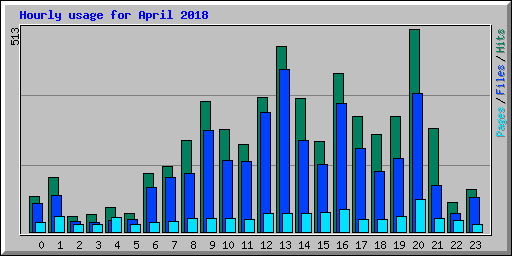 Hourly usage for April 2018
513
Pages / Files / Hits
0 1 2 3 4 5 6 7 8 9 10 11 12 13 14 15 16 17 18 19 20 21 22 23